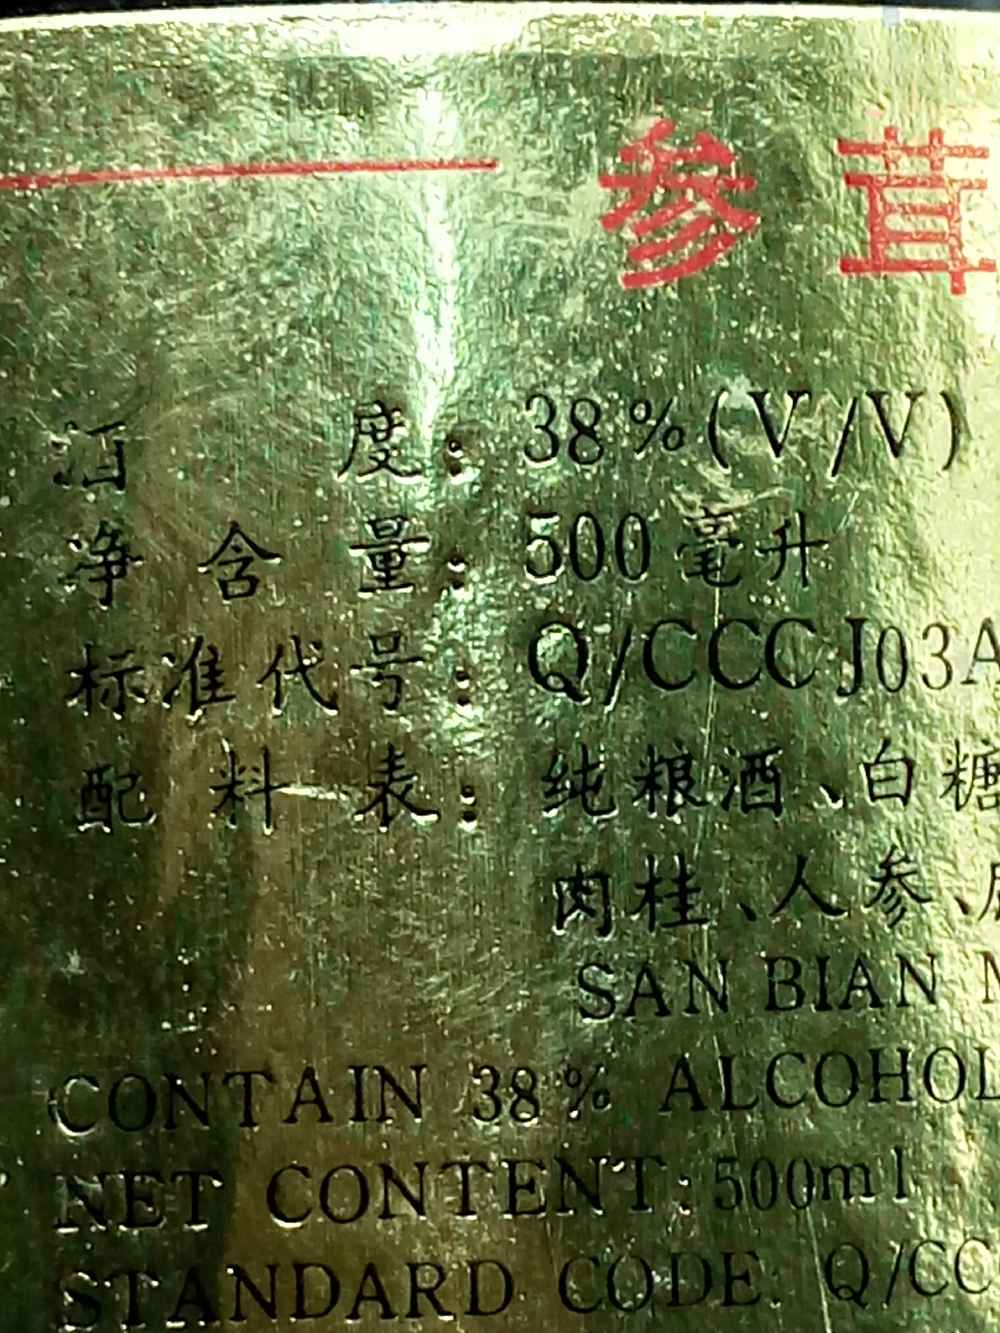 参茸
酒 度：38%(V/V)
净含量：500毫升
标准代号：Q/CCCJ03A
配料表：纯粮酒、白糖
肉桂、人参、
SAN BIAN
CONTAIN 38% ALCOHOL
NET CONTENT: 500ml
STANDARD CODE: Q/CC